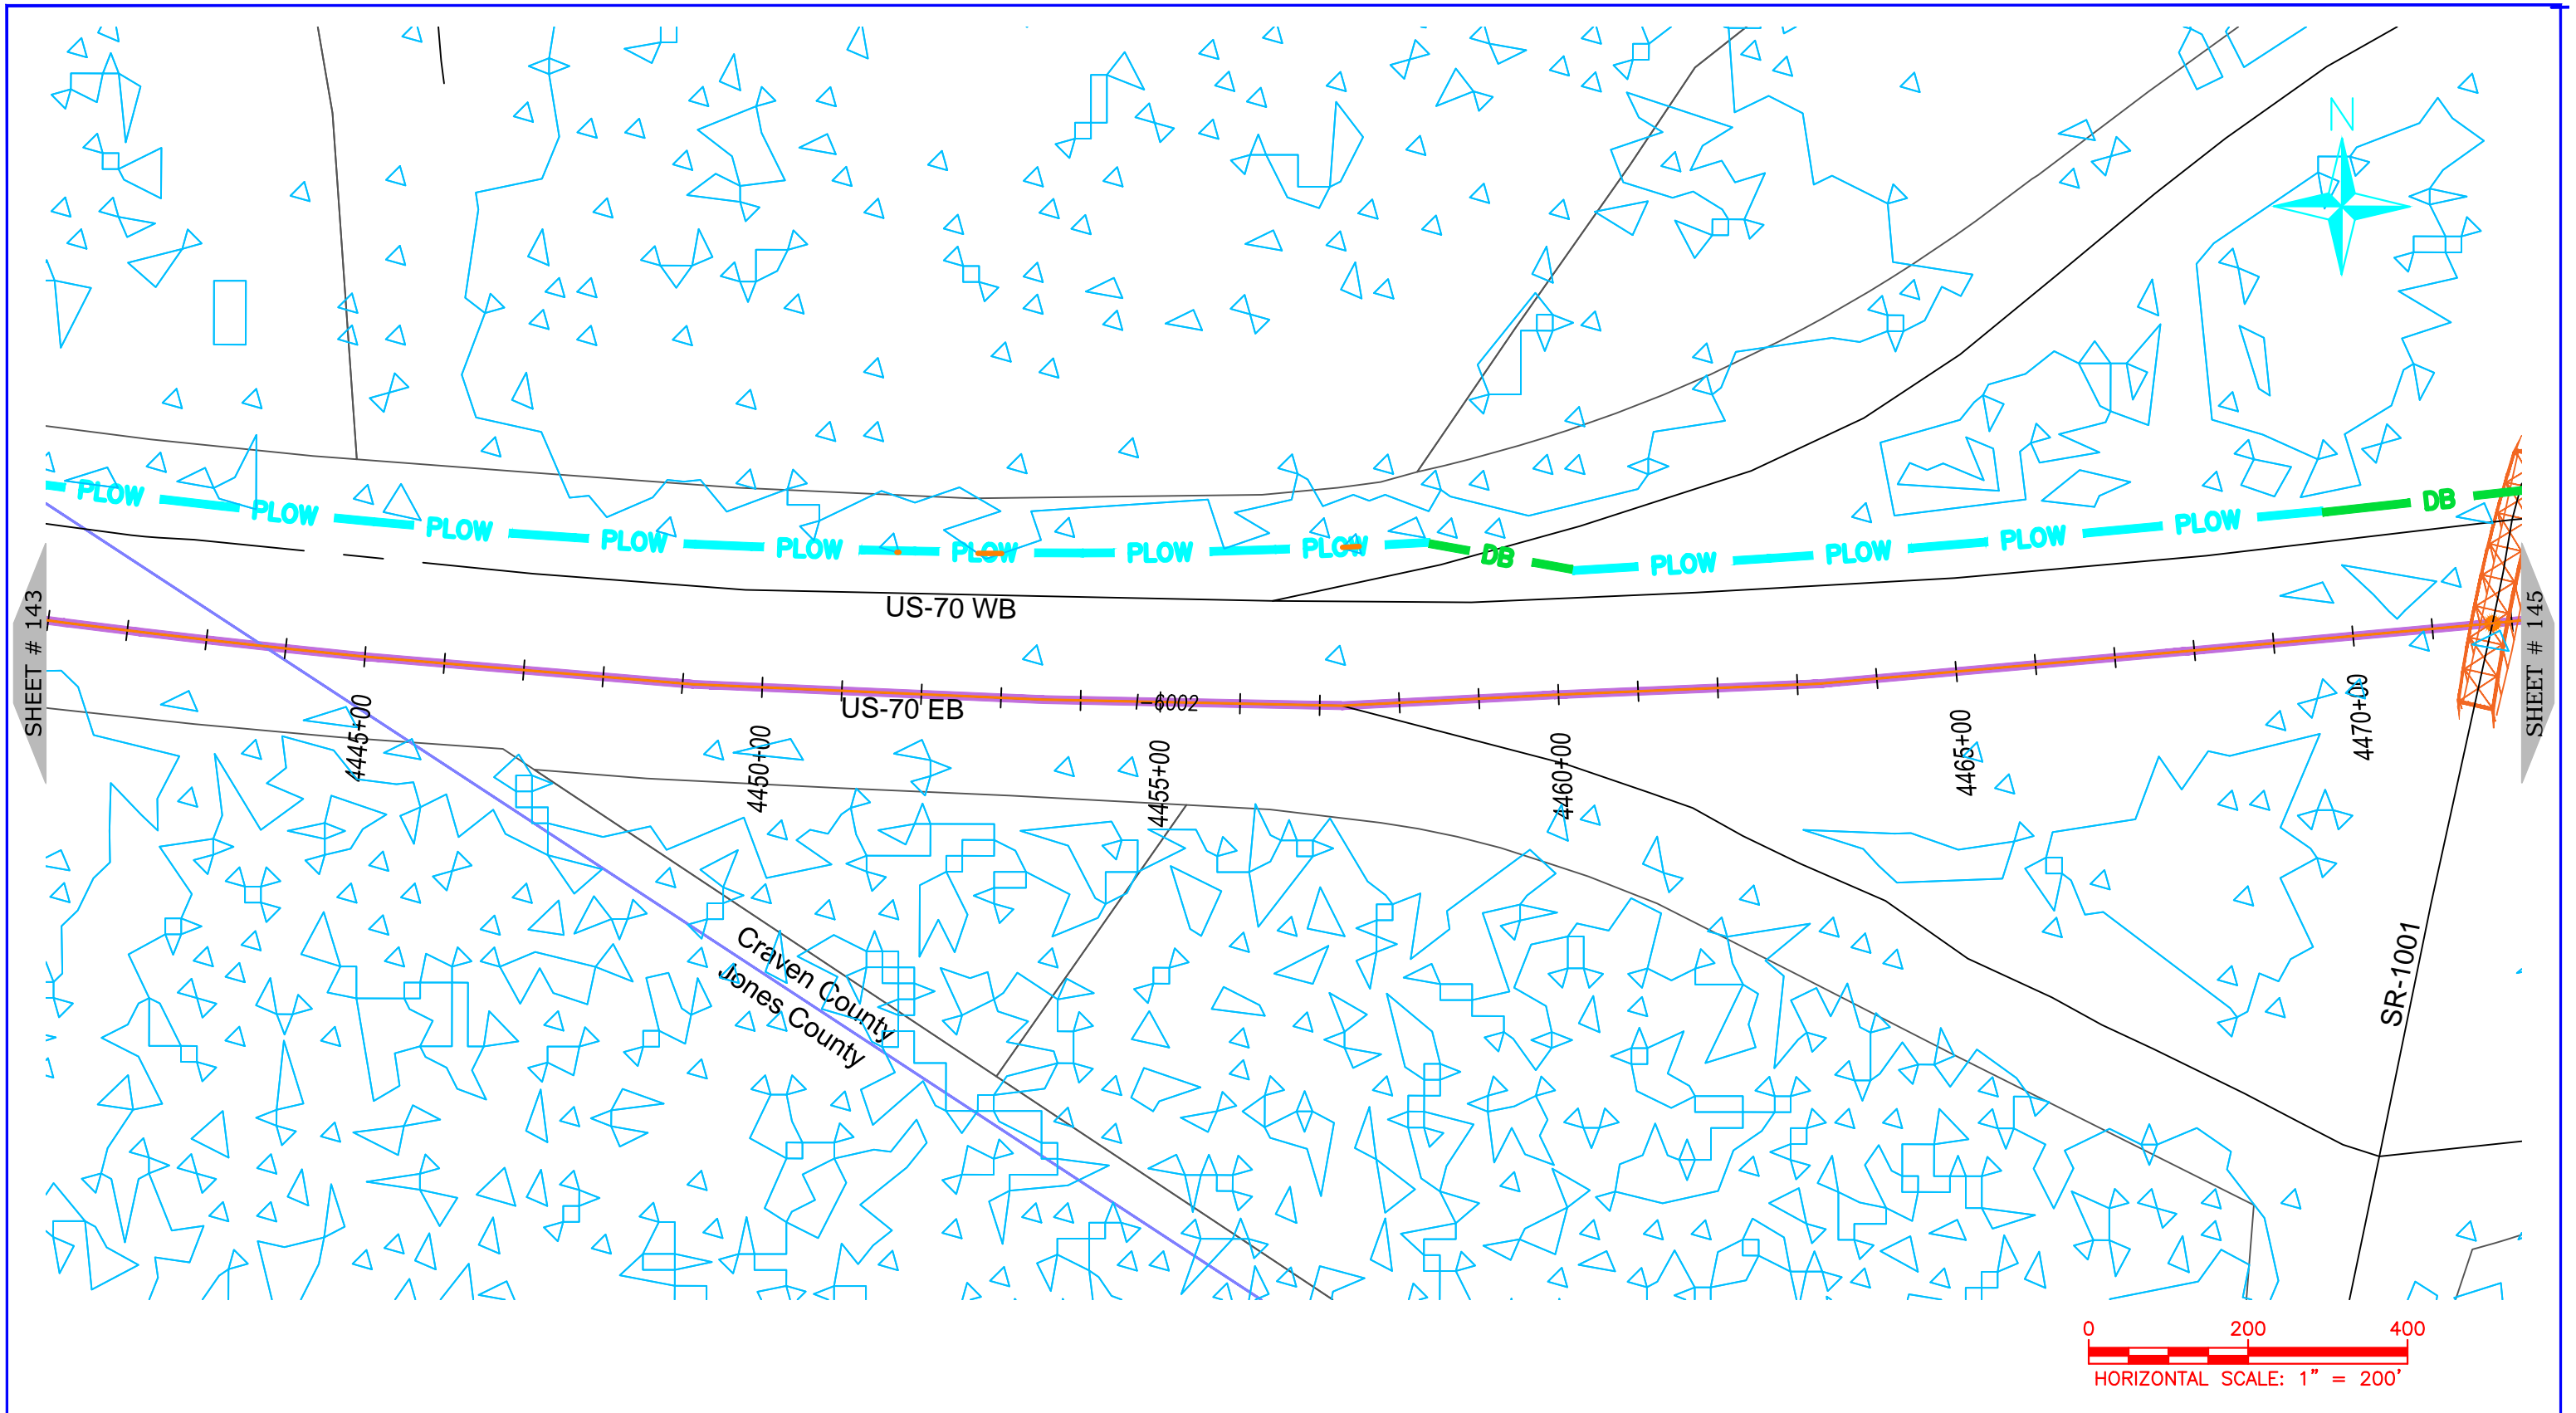 N
PLOW PLOW PLOW PLOW PLOW PLOW PLOW PLOW DB PLOW PLOW PLOW PLOW DB
SHEET # 143
US-70 WB
SHEET # 145
US-70 EB
-6002
4445+00
4450+00
4455+00
4460+00
4465+00
4470+00
Craven County
Jones County
SR-1001
0 200 400
HORIZONTAL SCALE: 1" = 200'